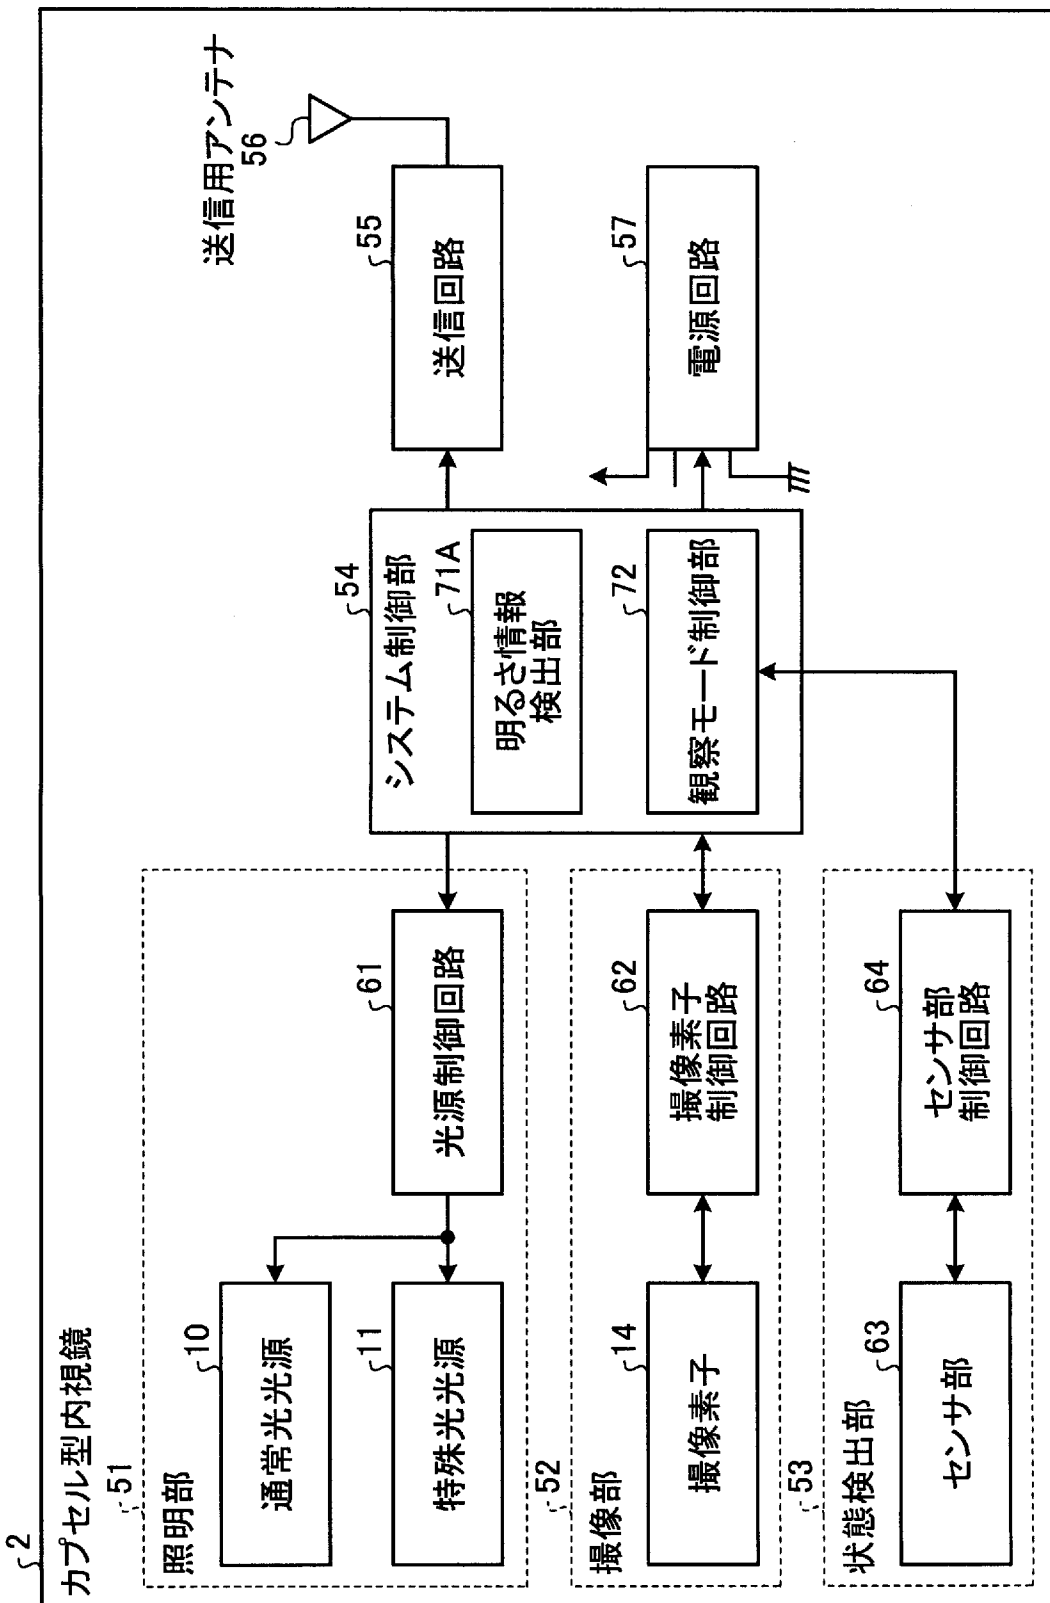 2
カプセル型内視鏡
51
照明部
10
通常光光源
11
特殊光光源
61
光源制御回路
52
撮像部
14
撮像素子
62
撮像素子
制御回路
53
状態検出部
63
センサ部
64
センサ部
制御回路
54
システム制御部
71A
明るさ情報
検出部
72
観察モード制御部
55
送信回路
送信用アンテナ
56
57
電源回路